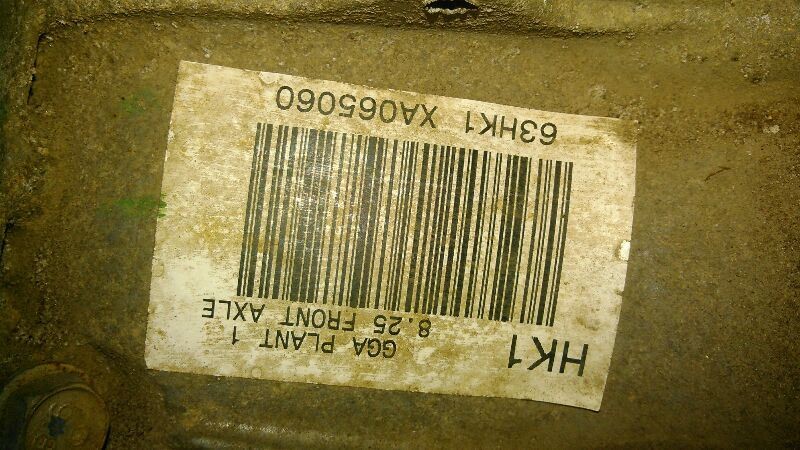 HK1
GGA PLANT 1
8.25 FRONT AXLE
63HK1 XA065060